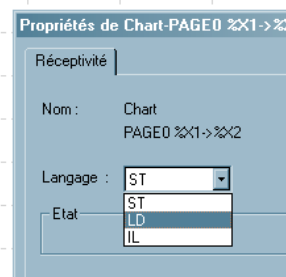 Propriétés de Chart-PAGE0 %X1->%
Réceptivité
Nom : Chart
PAGE0 %X1->%X2
Langage : ST
ST
Etat LD
IL